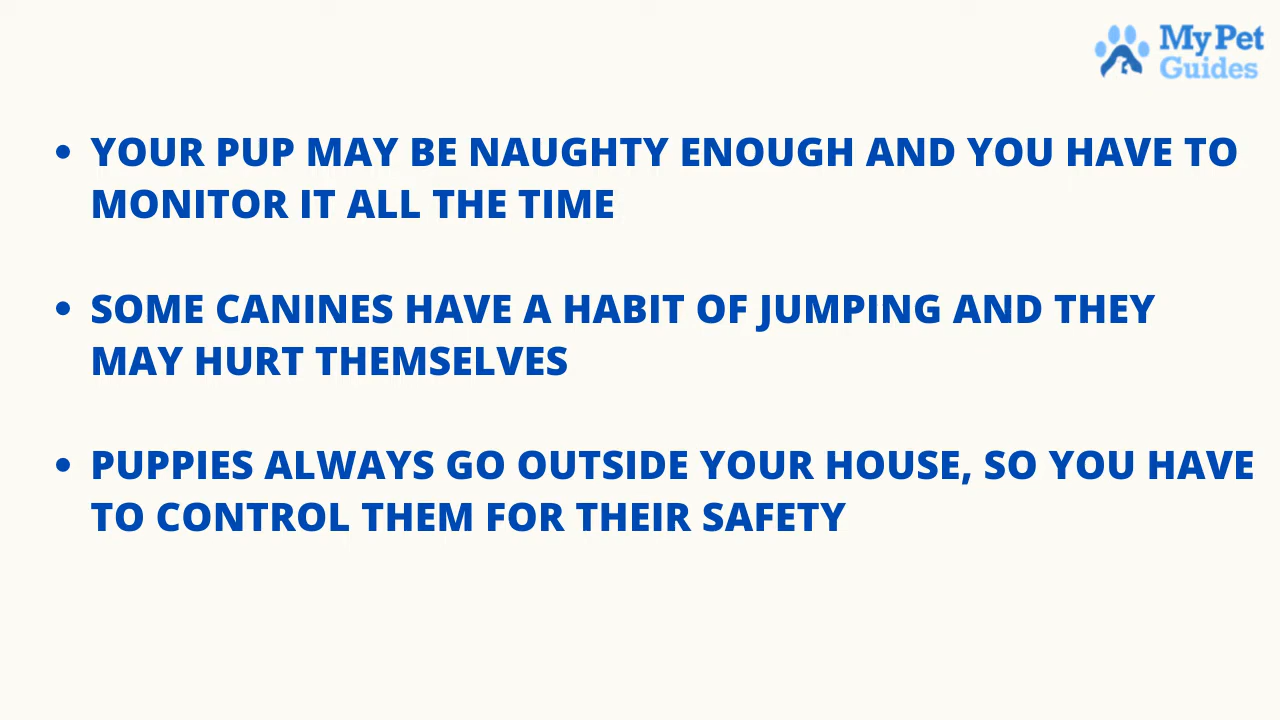 My Pet
Guides
• YOUR PUP MAY BE NAUGHTY ENOUGH AND YOU HAVE TO
MONITOR IT ALL THE TIME
• SOME CANINES HAVE A HABIT OF JUMPING AND THEY
MAY HURT THEMSELVES
• PUPPIES ALWAYS GO OUTSIDE YOUR HOUSE, SO YOU HAVE
TO CONTROL THEM FOR THEIR SAFETY